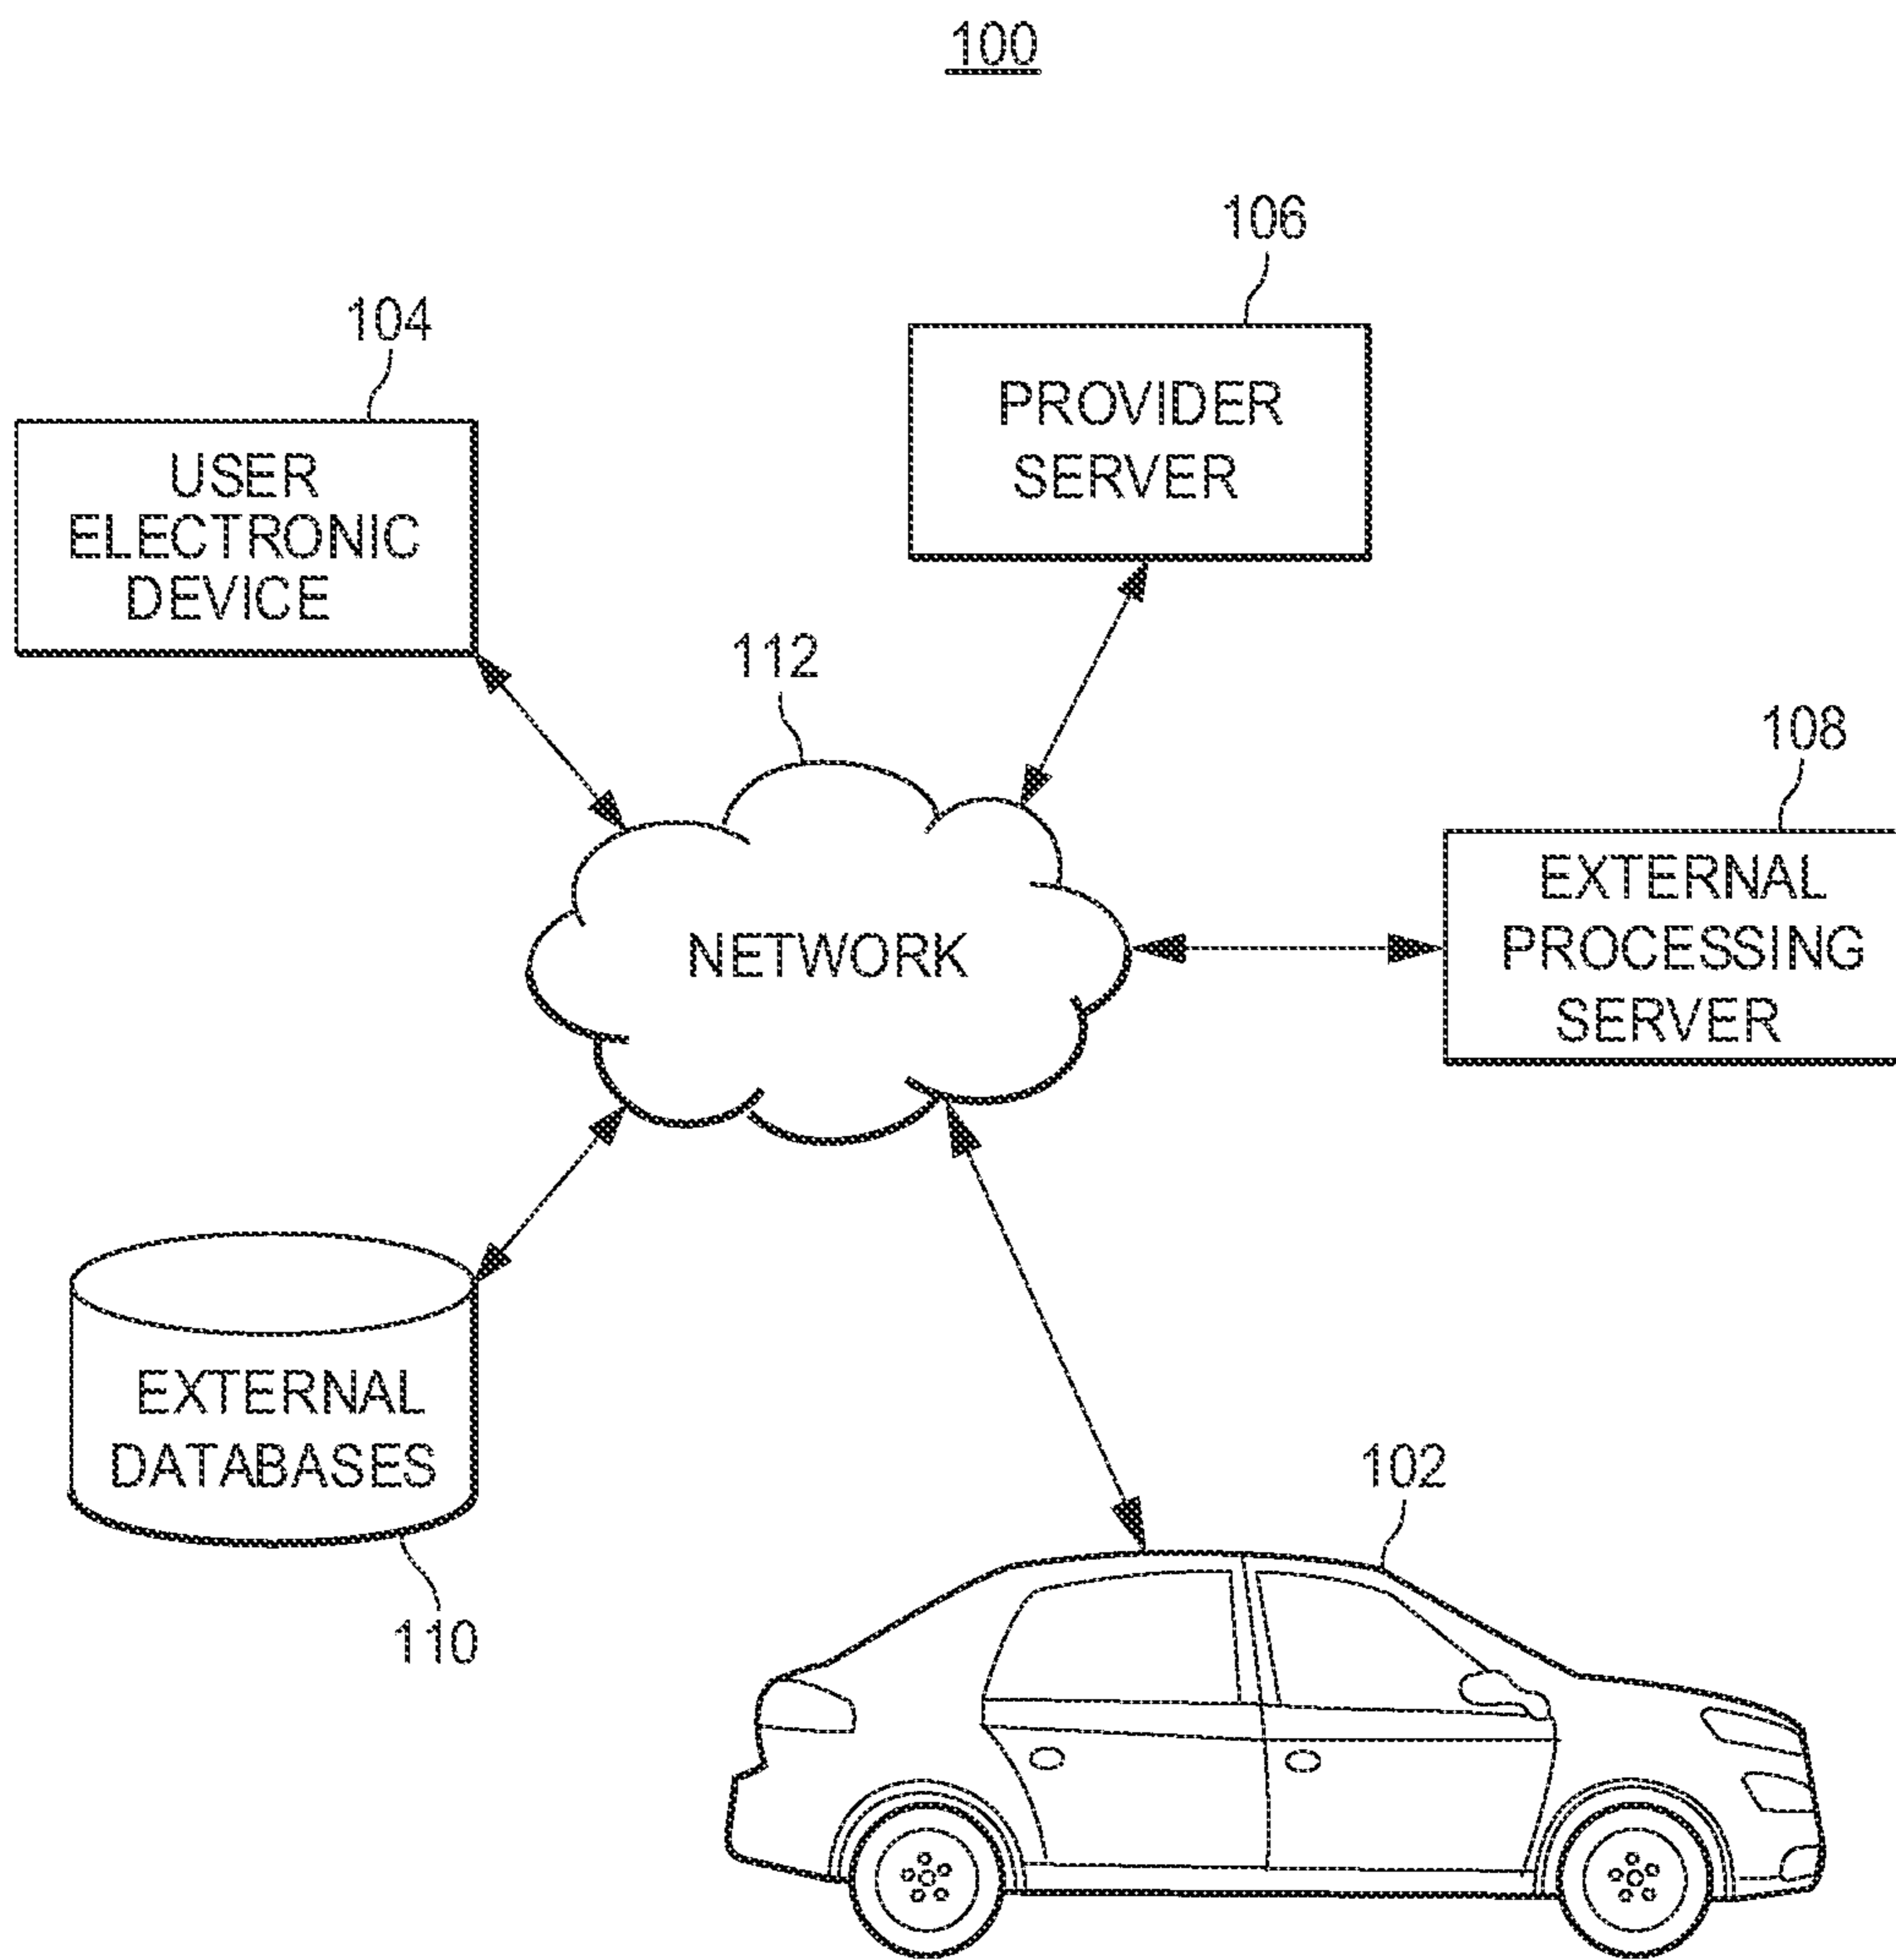 100
106
PROVIDER
SERVER
104
USER
ELECTRONIC
DEVICE
112
NETWORK
108
EXTERNAL
PROCESSING
SERVER
EXTERNAL
DATABASES
110
102